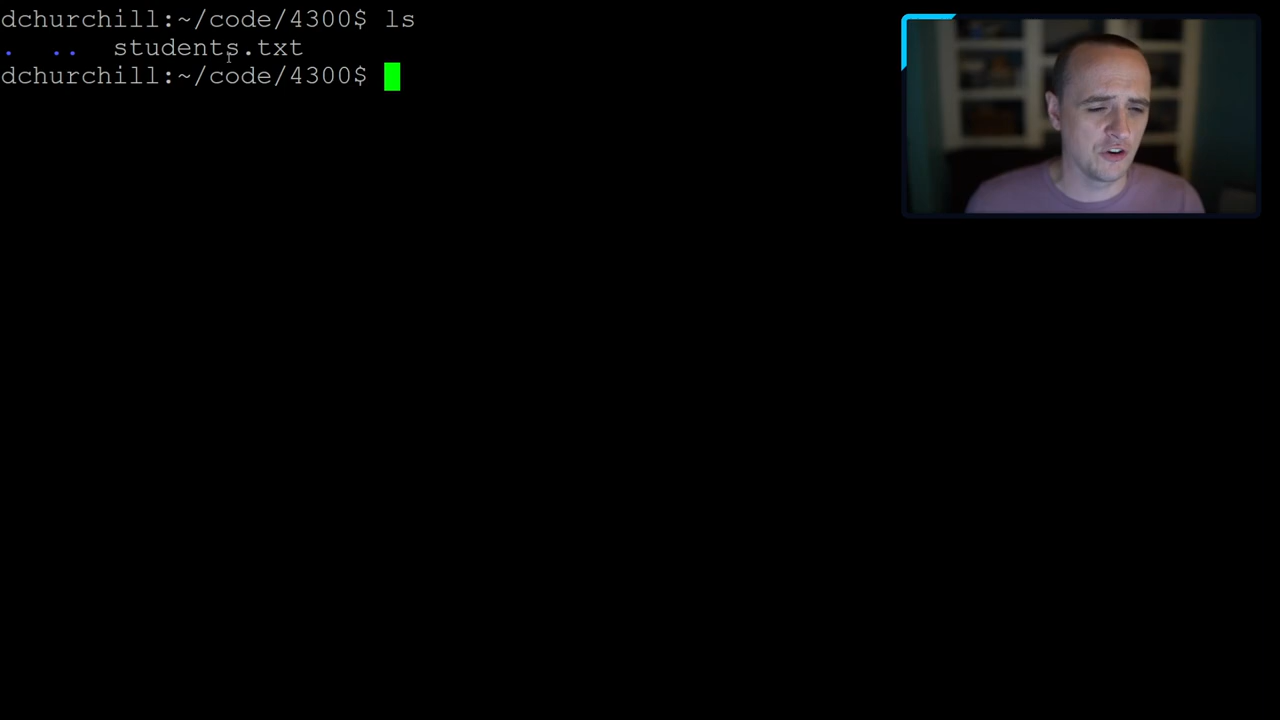 dchurchill:~/code/4300$ ls
. .. students.txt
dchurchill:~/code/4300$